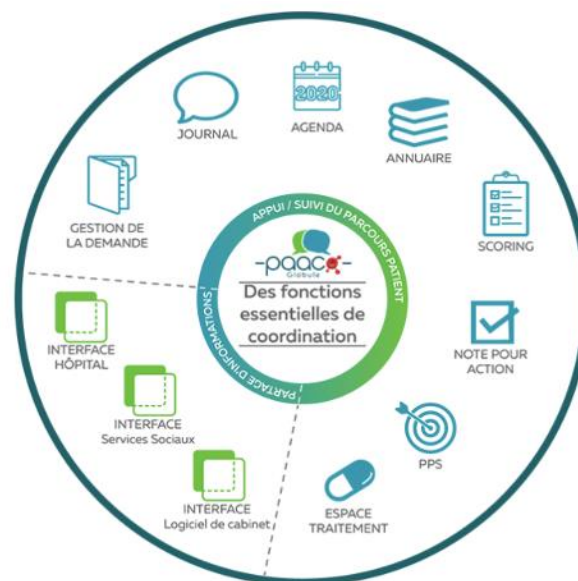 JOURNAL
2020
AGENDA
ANNUAIRE
GESTION DE
LA DEMANDE
SCORING
APPUI / SUIVI DU PARCOURS PATIENT
-paaco-
Globule
Des fonctions
essentielles de
coordination
PARTAGE D'INFORMATIONS
INTERFACE
HÔPITAL
NOTE POUR
ACTION
INTERFACE
Services Sociaux
PPS
INTERFACE
Logiciel de cabinet
ESPACE
TRAITEMENT